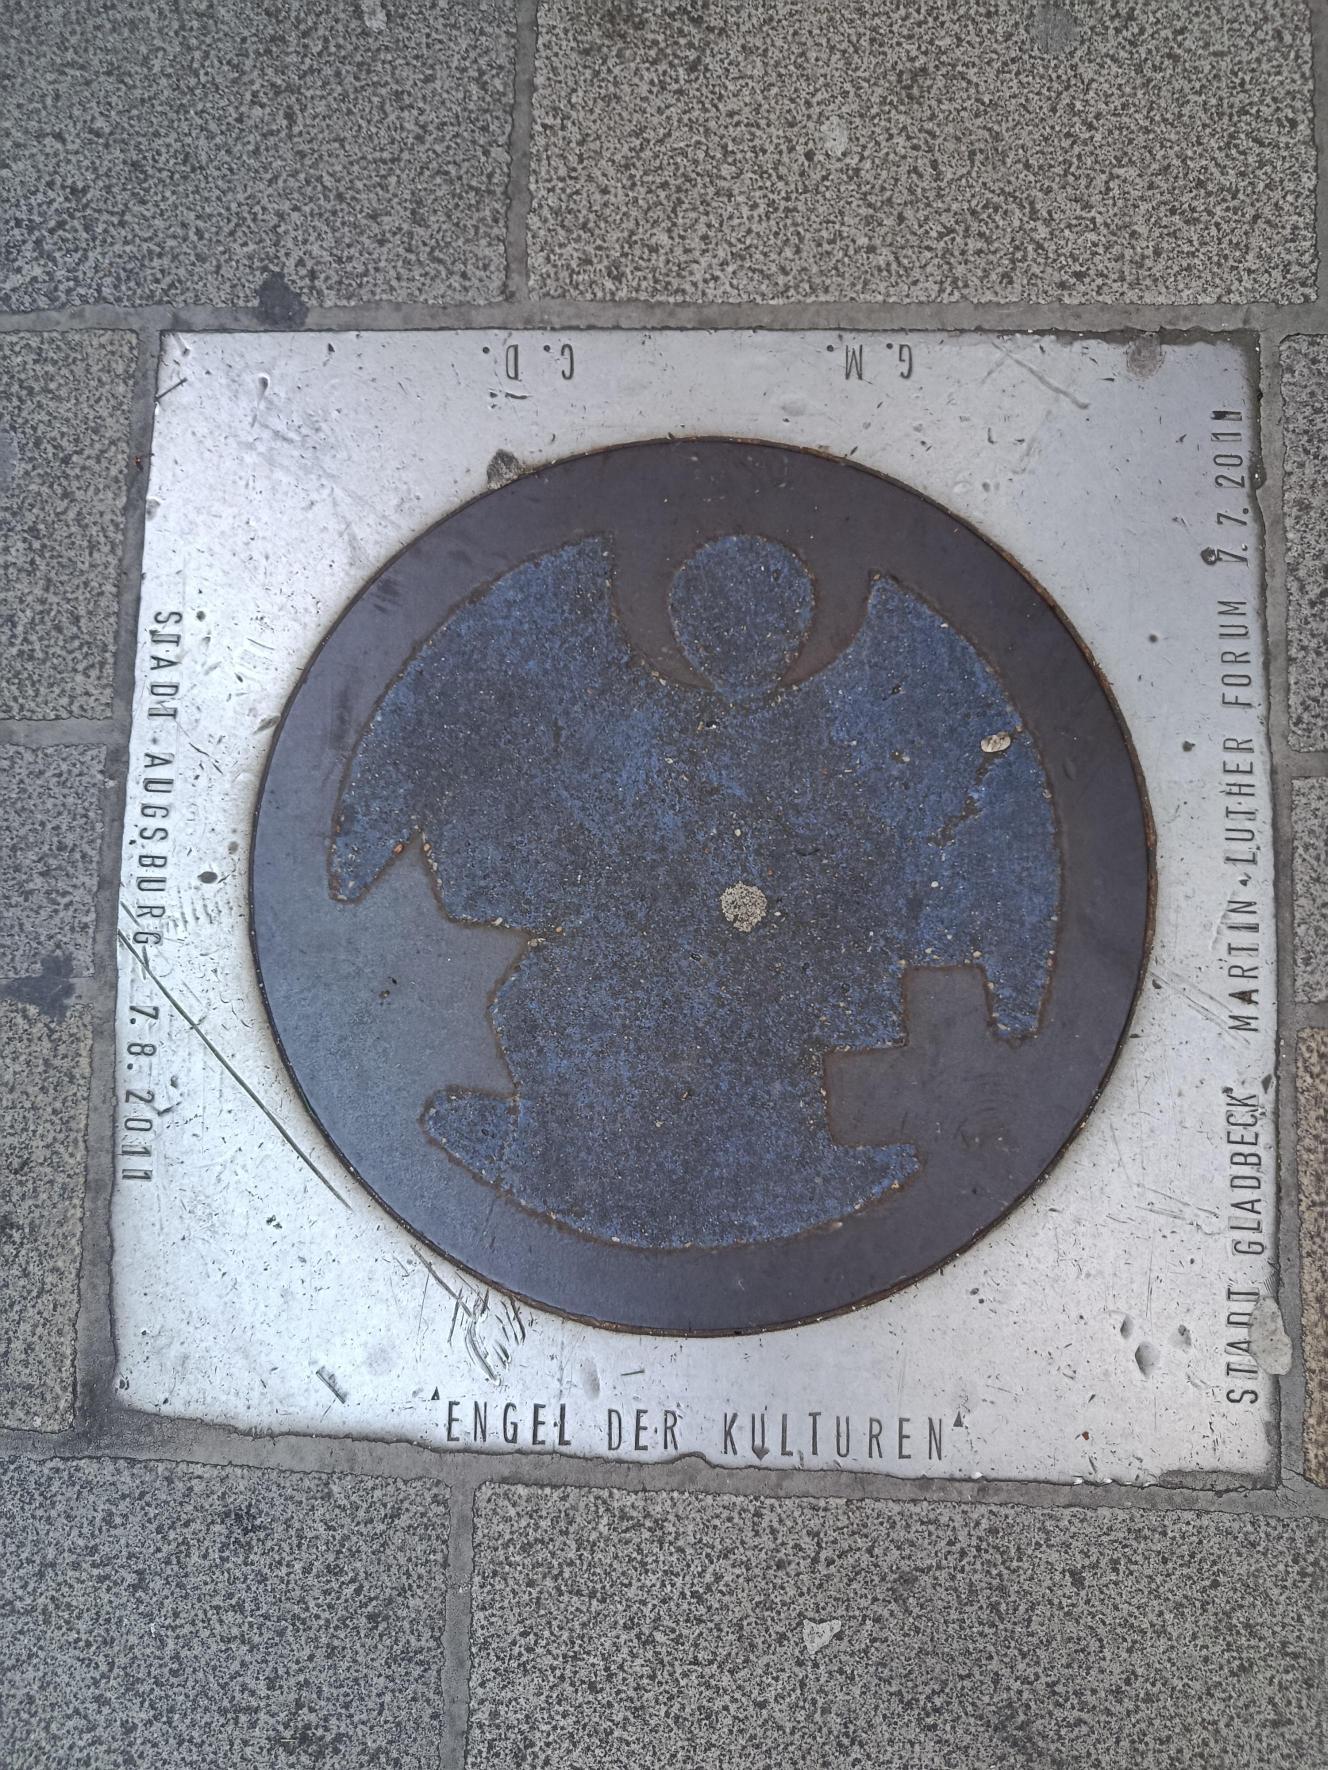 G. M.
C. D.
STADT AUGSBURG 7. 8. 2011
STADT GLADBECK MARTIN-LUTHER FORUM 7. 7. 2011
"ENGEL DER KULTUREN"